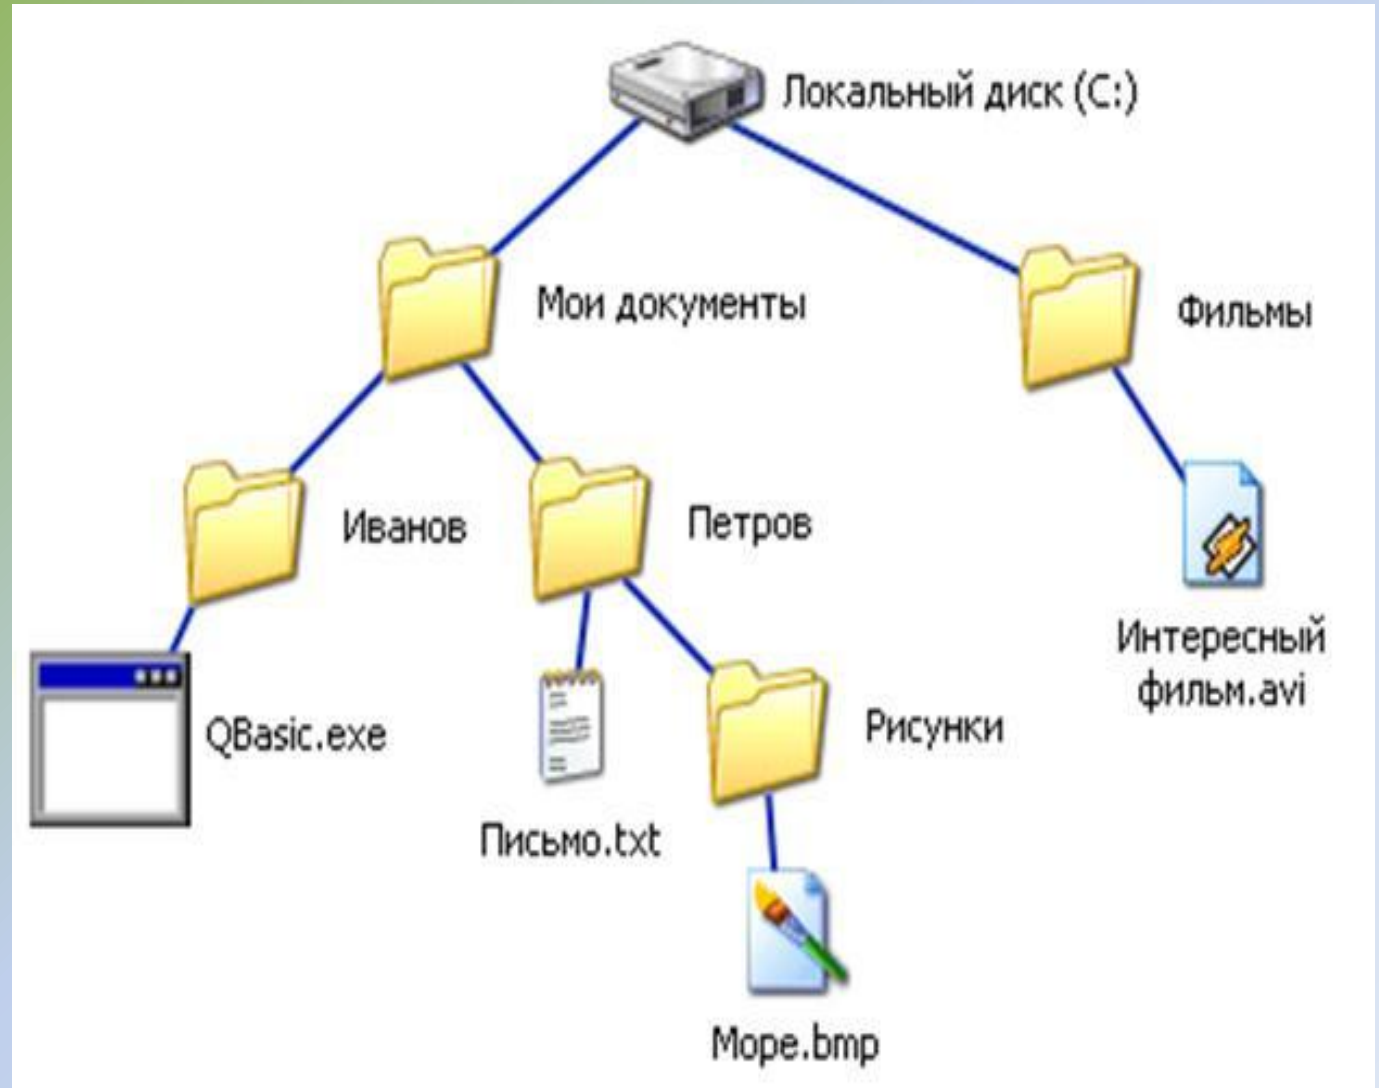 Локальный диск (C:)
Мои документы
Фильмы
Иванов
Петров
Интересный
фильм.avi
QBasic.exe
Рисунки
Письмо.txt
Море.bmp